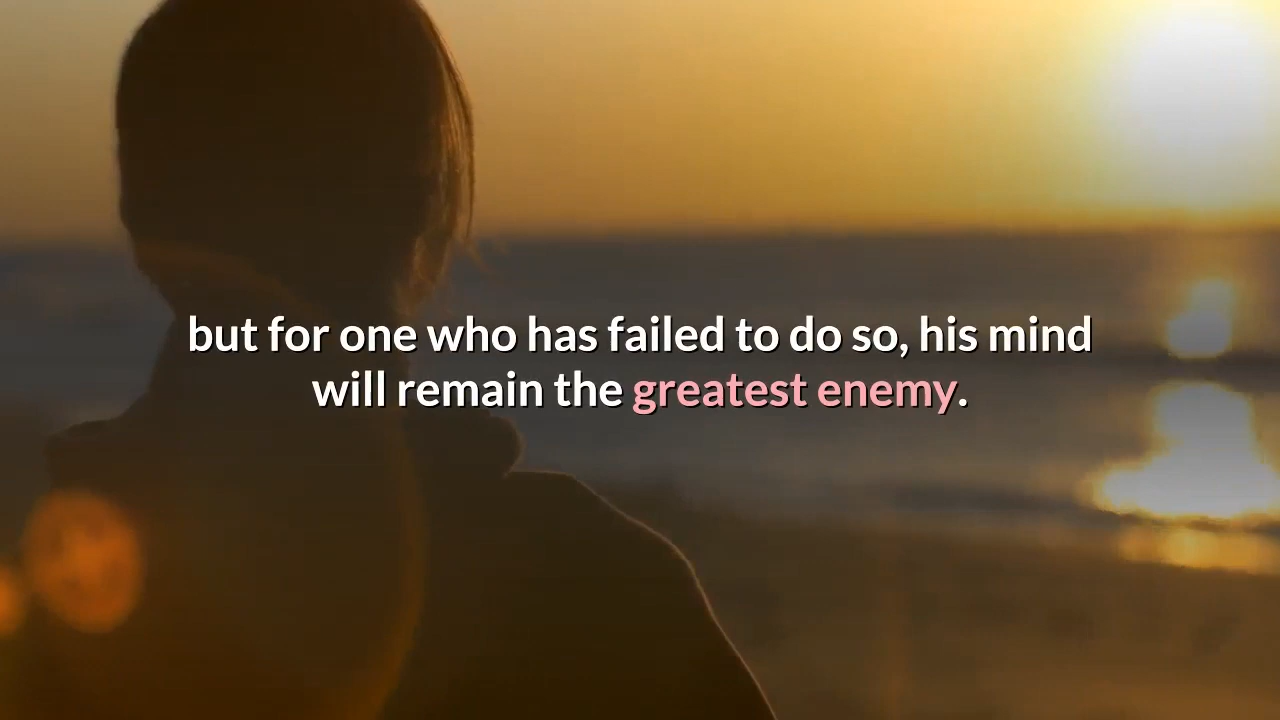 but for one who has failed to do so, his mind
will remain the greatest enemy.